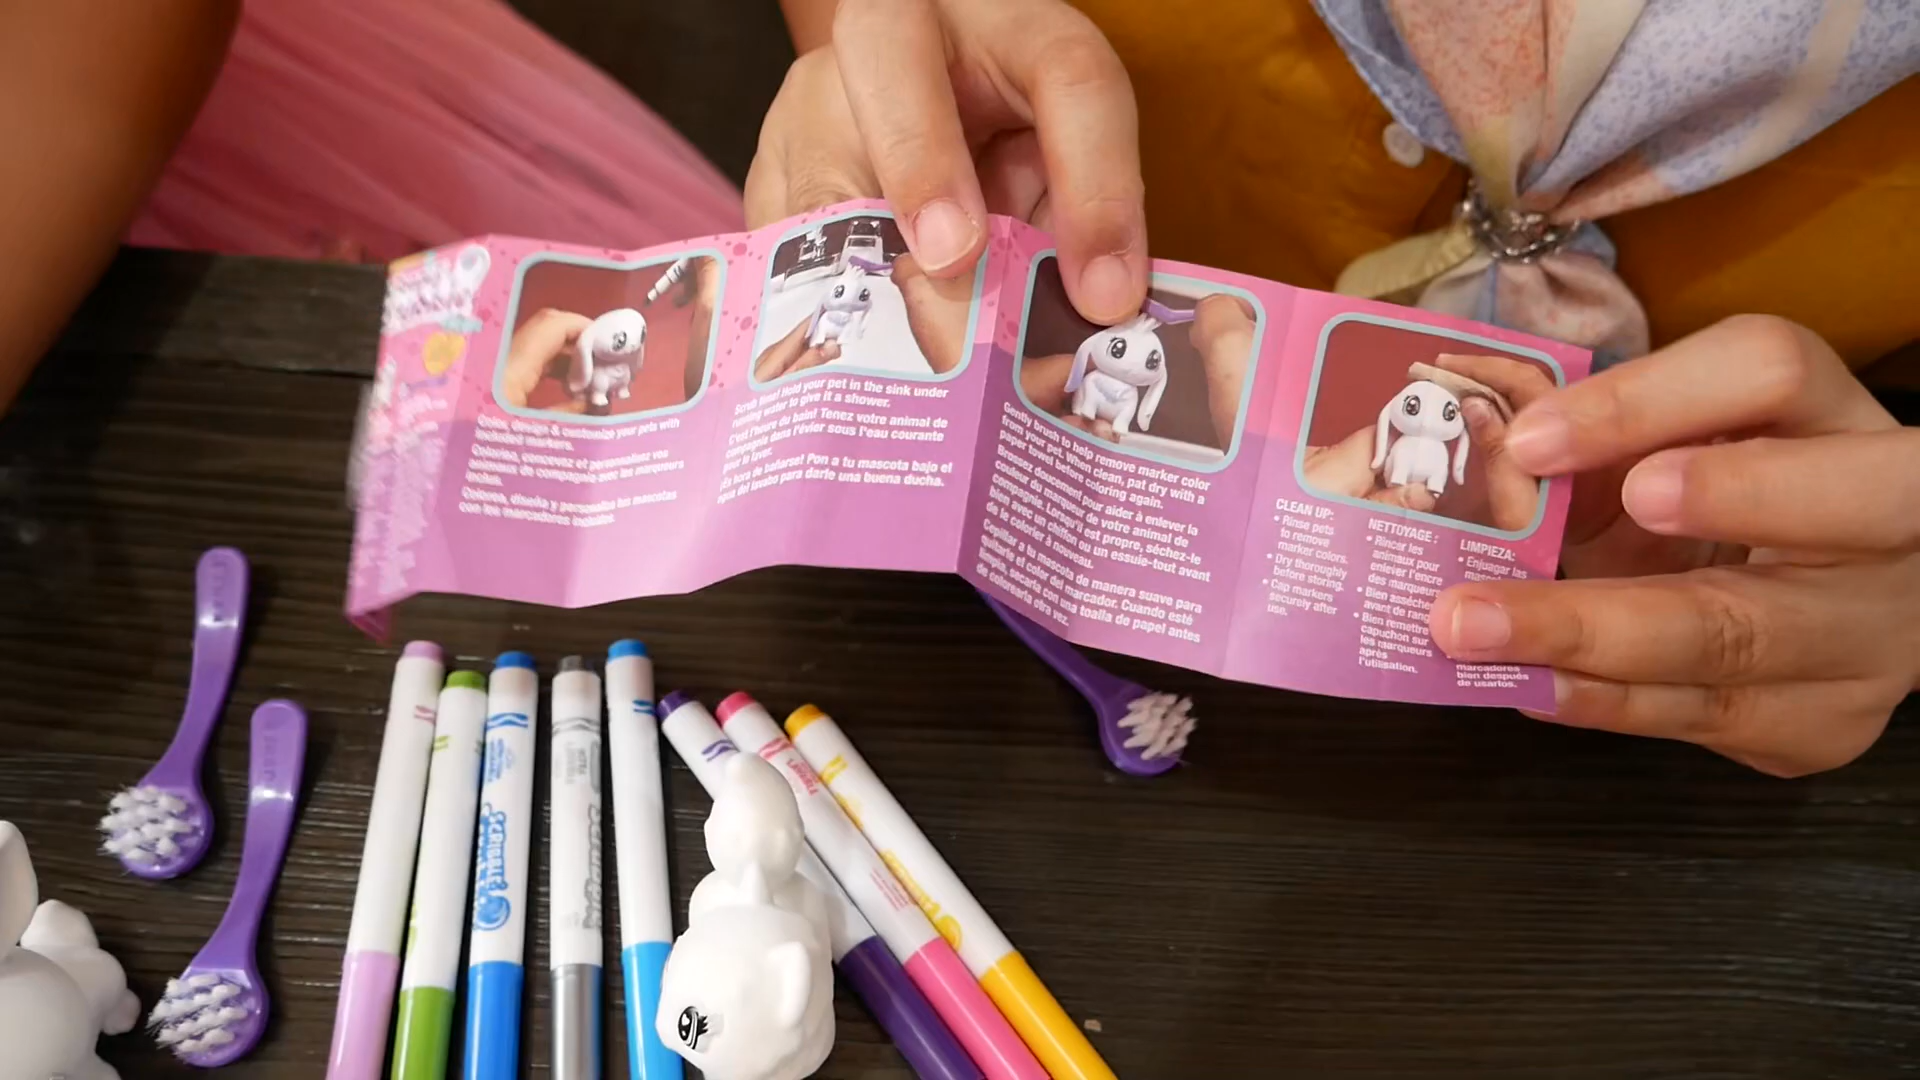 Color, design & customize your pets with
included markers.
Coloriez, concevez et personnalisez vos
animaux de compagnie avec les marqueurs
inclus.
Colorea, diseña y personaliza las mascotas
con los marcadores incluidos.
Scrub time! Hold your pet in the sink under
running water to give it a shower.
C'est l'heure du bain! Tenez votre animal de
compagnie dans l'évier sous l'eau courante
pour le laver.
¡Es hora de bañarse! Pon a tu mascota bajo el
agua del lavabo para darle una buena ducha.
Gently brush to help remove marker color
from your pet. When clean, pat dry with a
paper towel before coloring again.
Brossez doucement pour aider à enlever la
couleur du marqueur de votre animal de
compagnie. Lorsqu'il est propre, séchez-le
bien avec un chiffon ou un essuie-tout avant
de le colorier à nouveau.
Cepillar a tu mascota de manera suave para
quitarle el color del marcador. Cuando esté
limpia, secarla con una toalla de papel antes
de colorearla otra vez.
CLEAN UP:
• Rinse pets
to remove
marker colors.
• Dry thoroughly
before storing.
• Cap markers
securely after
use.
NETTOYAGE :
• Rincer les
animaux pour
enlever l'encre
des marqueurs
• Bien
avant de
• Bien remettre
capuchon sur
les marqueurs
après
l'utilisation.
LIMPIEZA:
• Enjuagar las
marcadores
bien después
de usarlos.